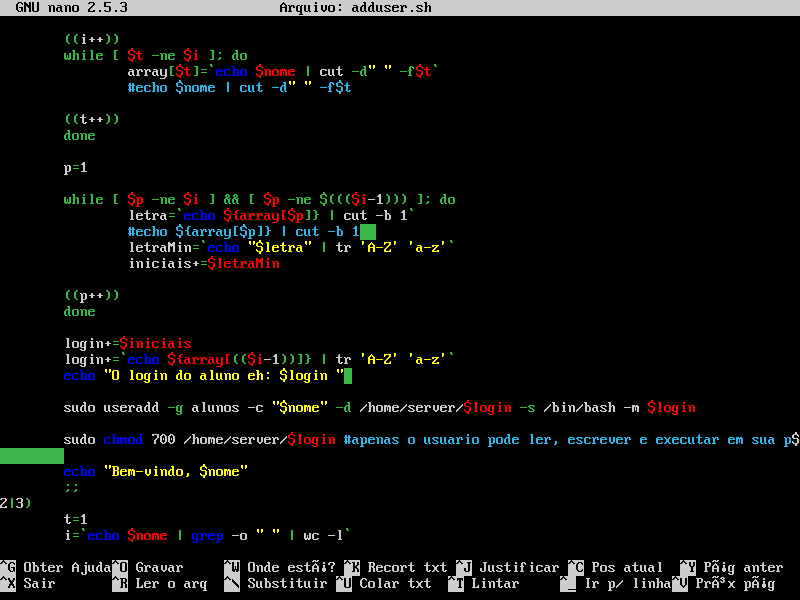 GNU nano 2.5.3 Arquivo: adduser.sh
((i++))
while [ $t -ne $i ]; do
array[$t]=`echo $nome | cut -d" " -f$t`
#echo $nome | cut -d" " -f$t
((t++))
done
p=1
while [ $p -ne $i ] && [ $p -ne $((($i-1))) ]; do
letra=`echo ${array[$p]} | cut -b 1`
#echo ${array[$p]} | cut -b 1
letraMin=`echo "$letra" | tr 'A-Z' 'a-z'`
iniciais+=$letraMin
((p++))
done
login+=$iniciais
login+=`echo ${array[(($i-1))]} | tr 'A-Z' 'a-z'`
echo "O login do aluno eh: $login "
sudo useradd -g alunos -c "$nome" -d /home/server/$login -s /bin/bash -m $login
sudo chmod 700 /home/server/$login #apenas o usuario pode ler, escrever e executar em sua p$
echo "Bem-vindo, $nome"
;;
2|3)
t=1
i=`echo $nome | grep -o " " | wc -l`
^G Obter Ajuda ^O Gravar ^W Onde está? ^K Recort txt ^J Justificar ^C Pos atual ^Y Pág anter
^X Sair ^R Ler o arq ^\ Substituir ^U Colar txt ^T Lintar ^_ Ir p/ linha ^V Próx pág